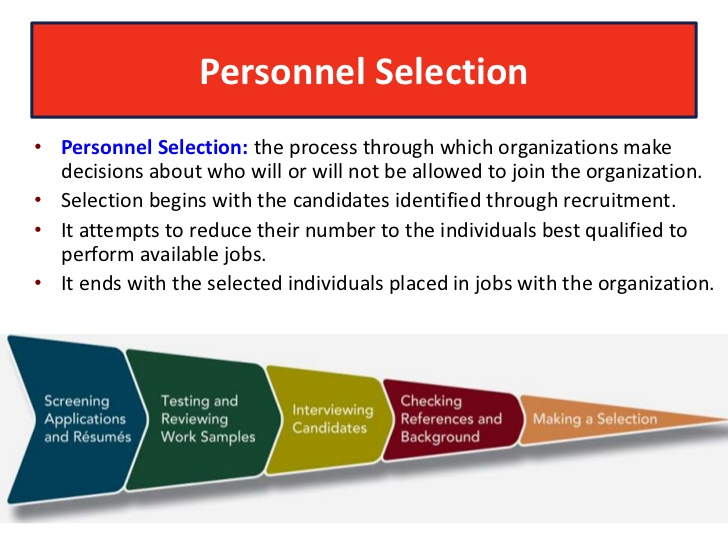 Personnel Selection
• Personnel Selection: the process through which organizations make
decisions about who will or will not be allowed to join the organization.
• Selection begins with the candidates identified through recruitment.
• It attempts to reduce their number to the individuals best qualified to
perform available jobs.
• It ends with the selected individuals placed in jobs with the organization.
Screening
Applications
and Résumés
Testing and
Reviewing
Work Samples
Interviewing
Candidates
Checking
References and
Background
Making a Selection